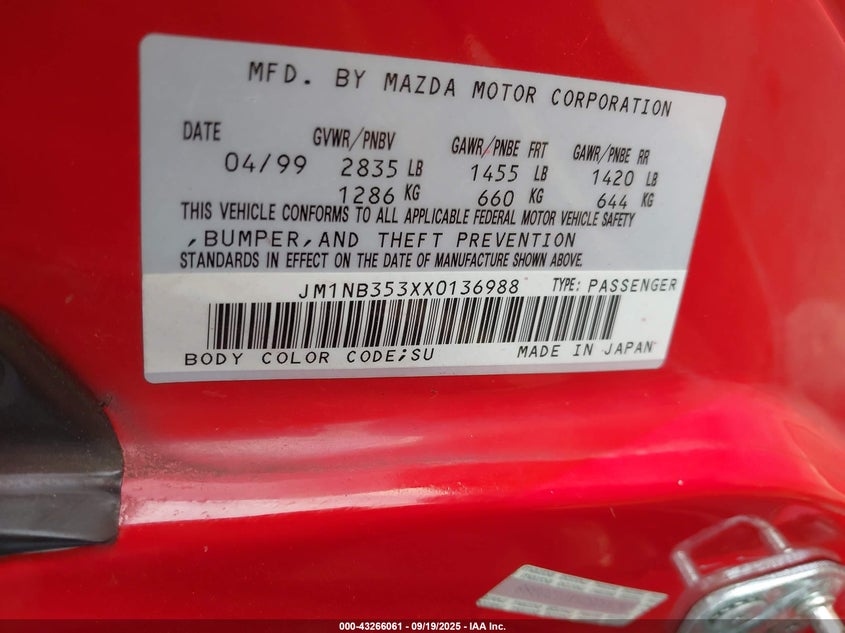 MFD. BY MAZDA MOTOR CORPORATION
DATE GVWR/PNBV GAWR/PNBE FRT GAWR/PNBE RR
04/99 2835 LB 1455 LB 1420 LB
1286 KG 660 KG 644 KG
THIS VEHICLE CONFORMS TO ALL APPLICABLE FEDERAL MOTOR VEHICLE SAFETY
,BUMPER,AND THEFT PREVENTION
STANDARDS IN EFFECT ON THE DATE OF MANUFACTURE SHOWN ABOVE.
JM1NB353XX0136988 TYPE: PASSENGER
BODY COLOR CODE;SU MADE IN JAPAN
000-43266061 - 09/19/2025 - IAA Inc.